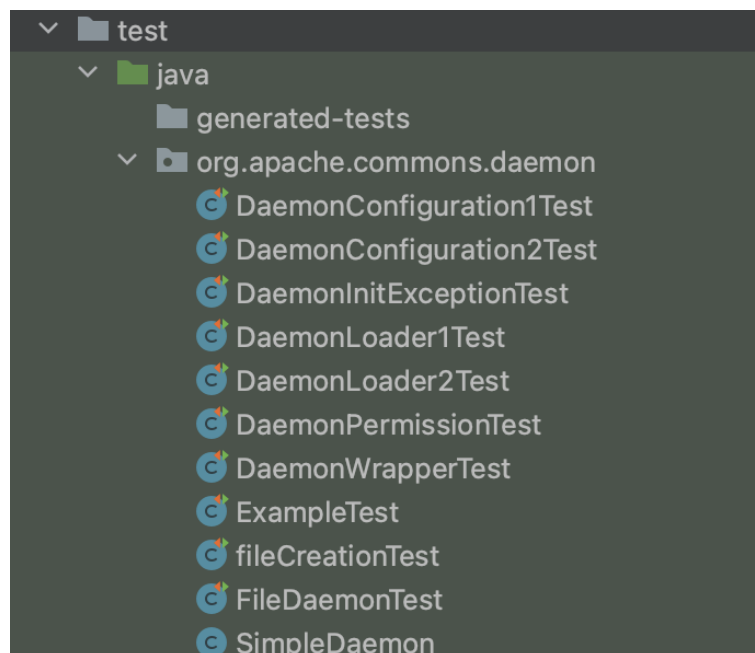 test
java
generated-tests
org.apache.commons.daemon
DaemonConfiguration1Test
DaemonConfiguration2Test
DaemonInitExceptionTest
DaemonLoader1Test
DaemonLoader2Test
DaemonPermissionTest
DaemonWrapperTest
ExampleTest
fileCreationTest
FileDaemonTest
SimpleDaemon